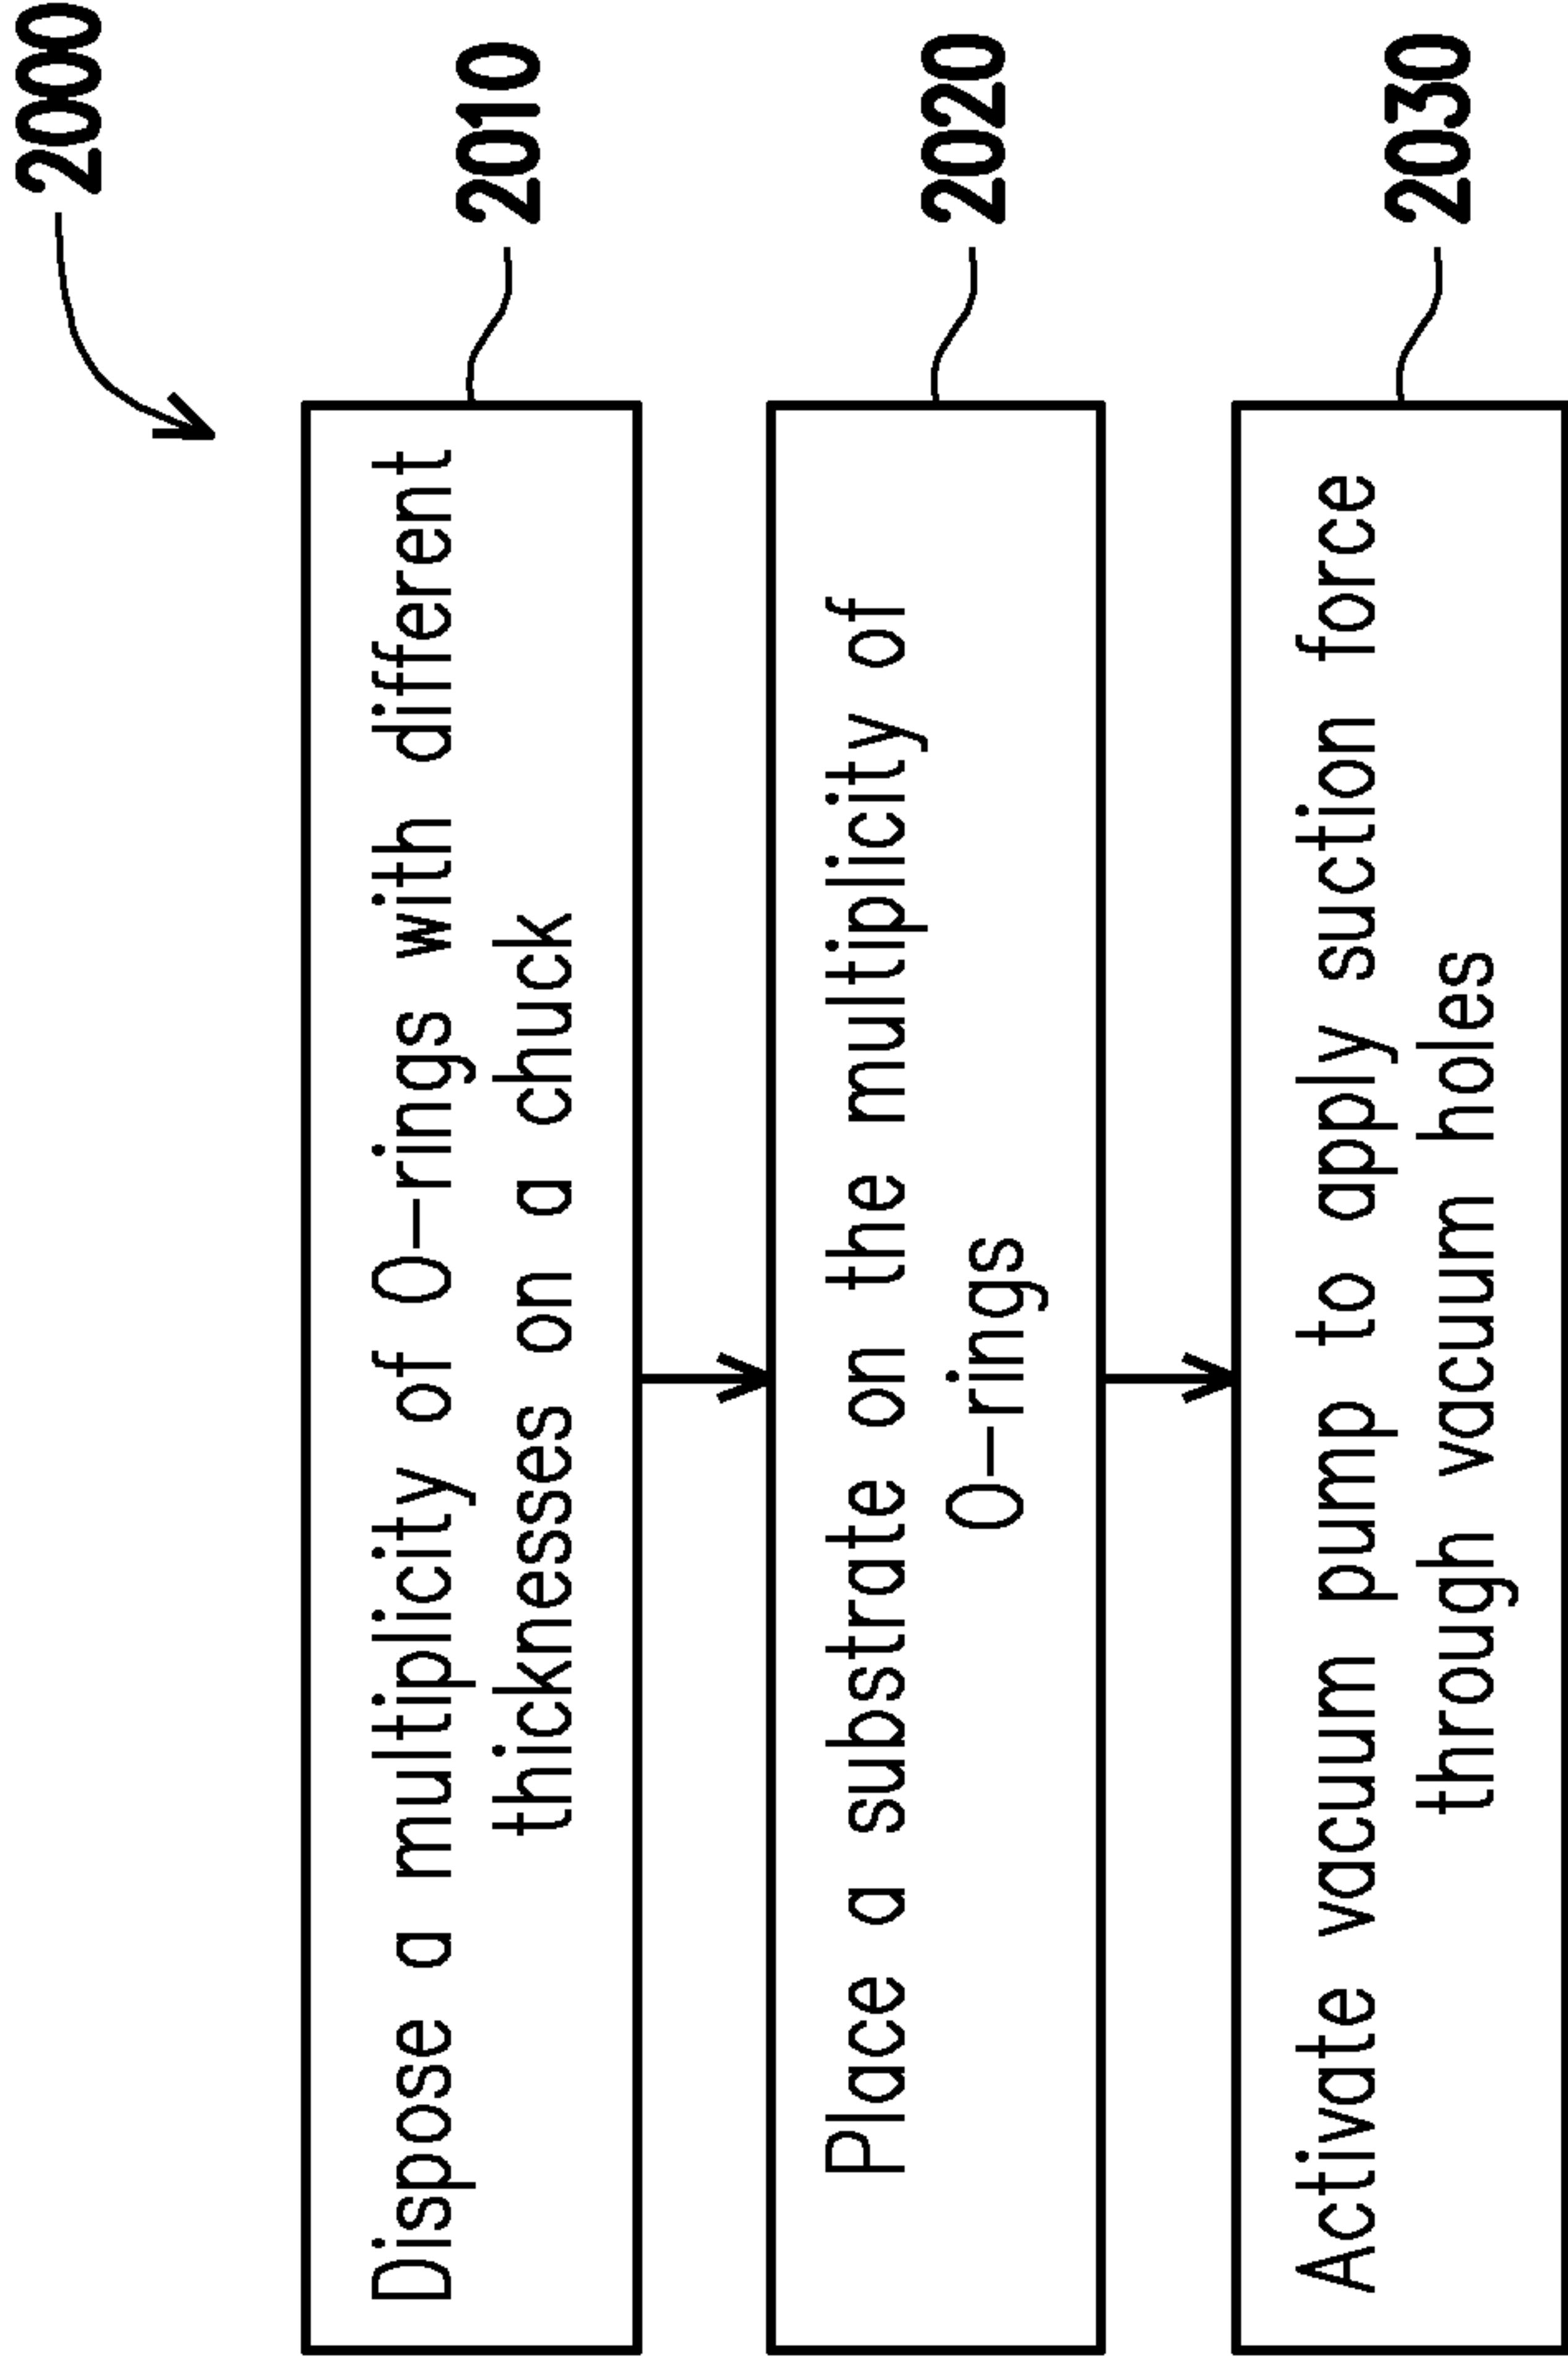 2000
Dispose a multiplicity of O-rings with different
thicknesses on a chuck
2010
Place a substrate on the multiplicity of
O-rings
2020
Activate vacuum pump to apply suction force
through vacuum holes
2030